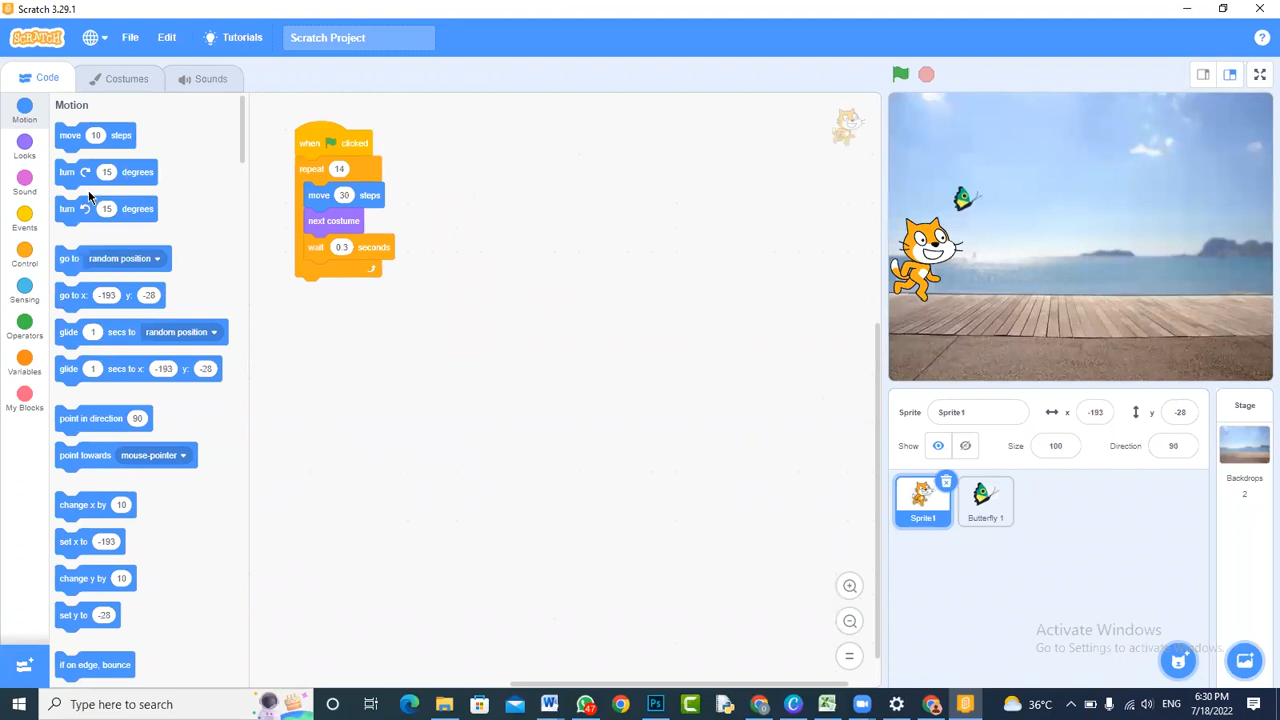 Scratch 3.29.1
SCRATCH
File
Edit
Tutorials
Scratch Project
?
Code
Costumes
Sounds
Motion
Looks
Sound
Events
Control
Sensing
Operators
Variables
My Blocks
Motion
move 10 steps
turn 15 degrees
turn 15 degrees
go to random position
go to x: -193 y: -28
glide 1 secs to random position
glide 1 secs to x: -193 y: -28
point in direction 90
point towards mouse-pointer
change x by 10
set x to -193
change y by 10
set y to -28
if on edge, bounce
when clicked
repeat 14
move 30 steps
next costume
wait 0.3 seconds
Sprite Sprite1 x -193 y -28
Show Size 100 Direction 90
Sprite1
Butterfly 1
Stage
Backdrops
2
Activate Windows
Go to Settings to activate Windows.
Type here to search
47
36°C
ENG
6:30 PM
7/18/2022